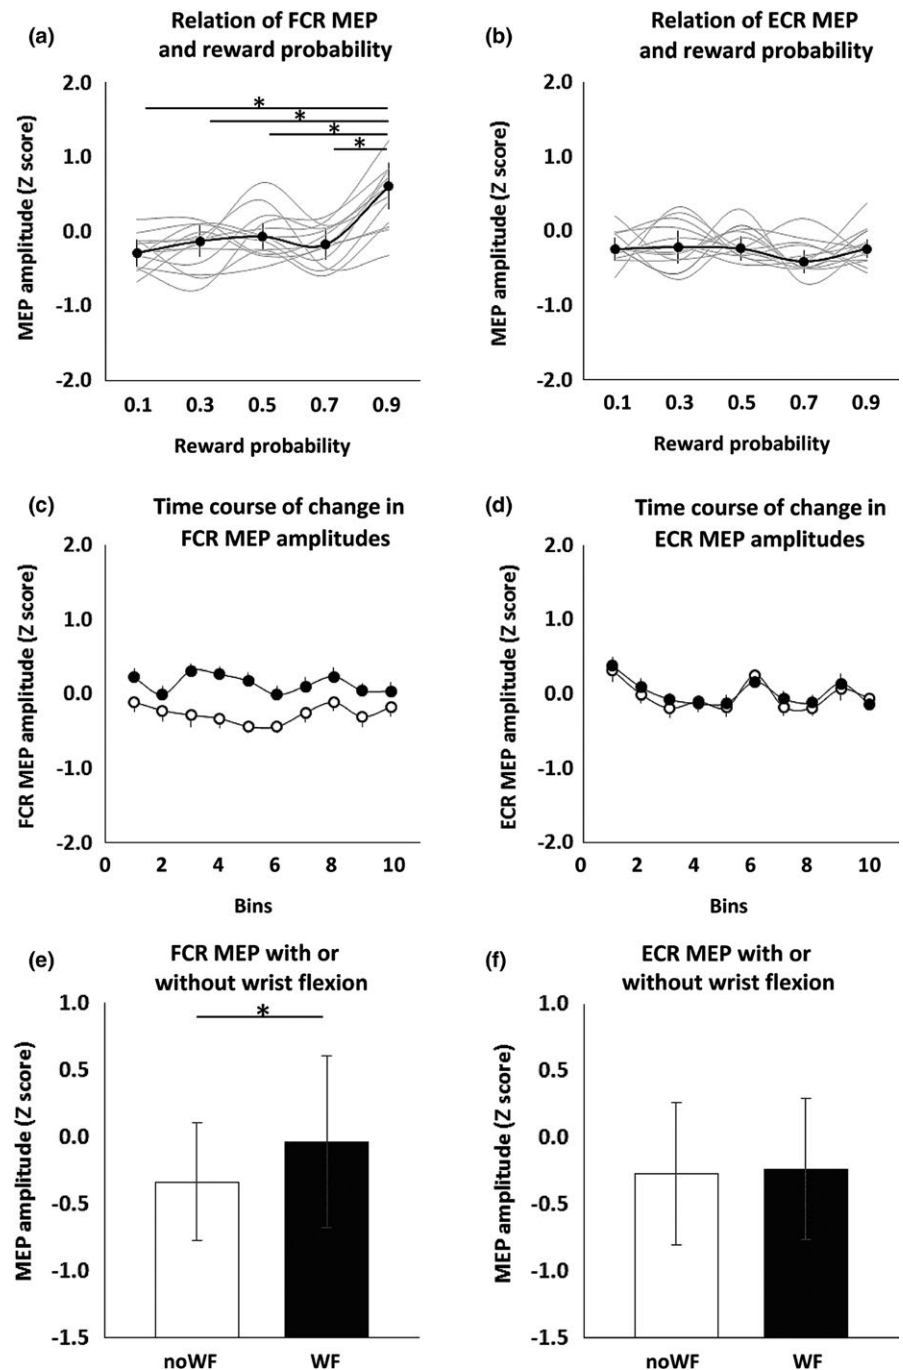 (a)
Relation of FCR MEP
and reward probability
MEP amplitude (Z score)
2.0
1.0
0.0
-1.0
-2.0
*
*
*
*
0.1 0.3 0.5 0.7 0.9
Reward probability
(b)
Relation of ECR MEP
and reward probability
MEP amplitude (Z score)
2.0
1.0
0.0
-1.0
-2.0
0.1 0.3 0.5 0.7 0.9
Reward probability
(c)
Time course of change in
FCR MEP amplitudes
FCR MEP amplitude (Z score)
2.0
1.0
0.0
-1.0
-2.0
0 2 4 6 8 10
Bins
(d)
Time course of change in
ECR MEP amplitudes
ECR MEP amplitude (Z score)
2.0
1.0
0.0
-1.0
-2.0
0 2 4 6 8 10
Bins
(e)
FCR MEP with or
without wrist flexion
MEP amplitude (Z score)
1.0
0.5
0.0
-0.5
-1.0
-1.5
*
noWF WF
(f)
ECR MEP with or
without wrist flexion
MEP amplitude (Z score)
1.0
0.5
0.0
-0.5
-1.0
-1.5
noWF WF